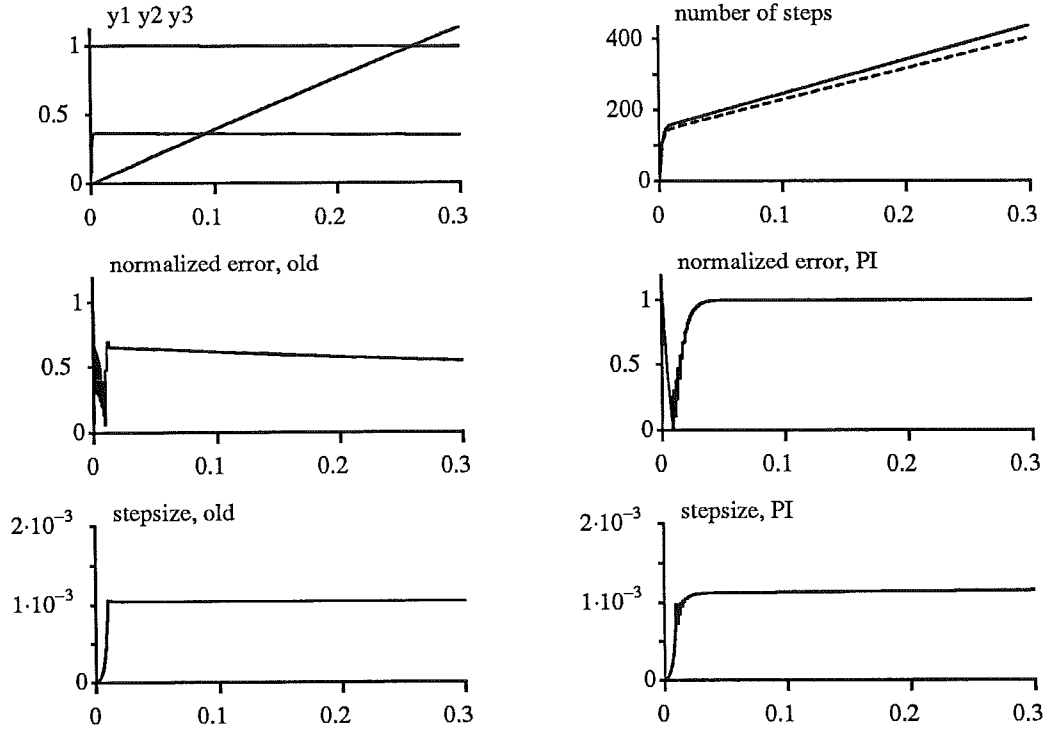 y1 y2 y3
1
0.5
0
0 0.1 0.2 0.3
number of steps
400
200
0
0 0.1 0.2 0.3
normalized error, old
1
0.5
0
0 0.1 0.2 0.3
normalized error, PI
1
0.5
0
0 0.1 0.2 0.3
stepsize, old
2·10⁻³
1·10⁻³
0
0 0.1 0.2 0.3
stepsize, PI
2·10⁻³
1·10⁻³
0
0 0.1 0.2 0.3